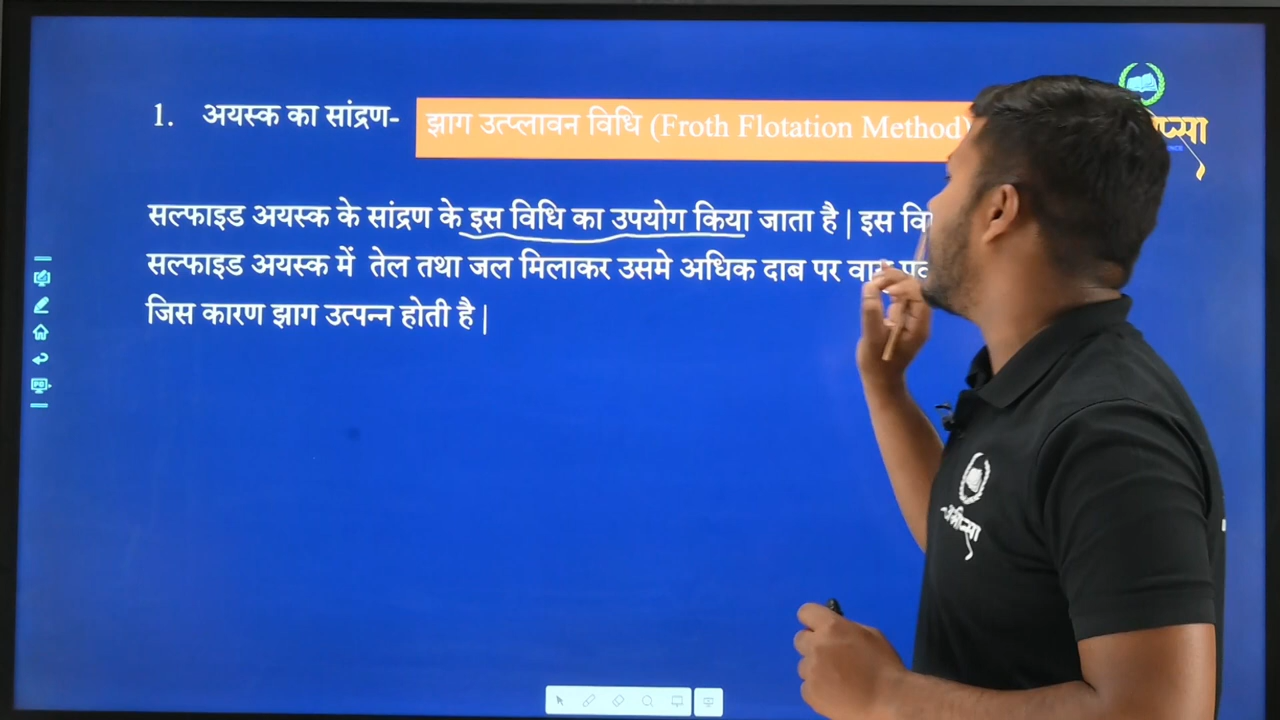 1. अयस्क का सांद्रण- झाग उत्प्लावन विधि (Froth Flotation Method)
सल्फाइड अयस्क के सांद्रण के इस विधि का उपयोग किया जाता है | इस
सल्फाइड अयस्क में तेल तथा जल मिलाकर उसमे अधिक दाब पर
जिस कारण झाग उत्पन्न होती है |